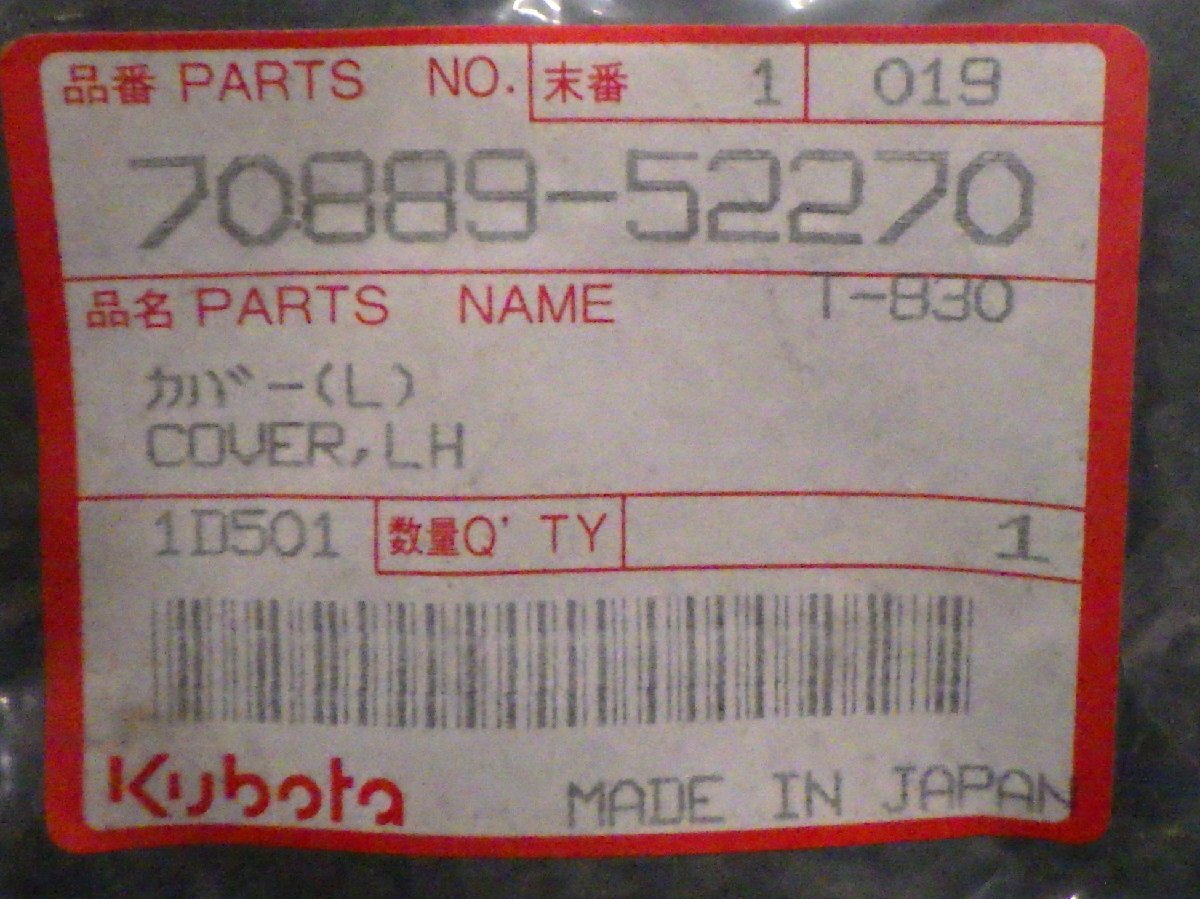 品番 PARTS NO. 末番 1 019
70889-52270
品名 PARTS NAME T-830
カバー(L)
COVER,LH
1D501 数量Q'TY 1
Kubota MADE IN JAPAN